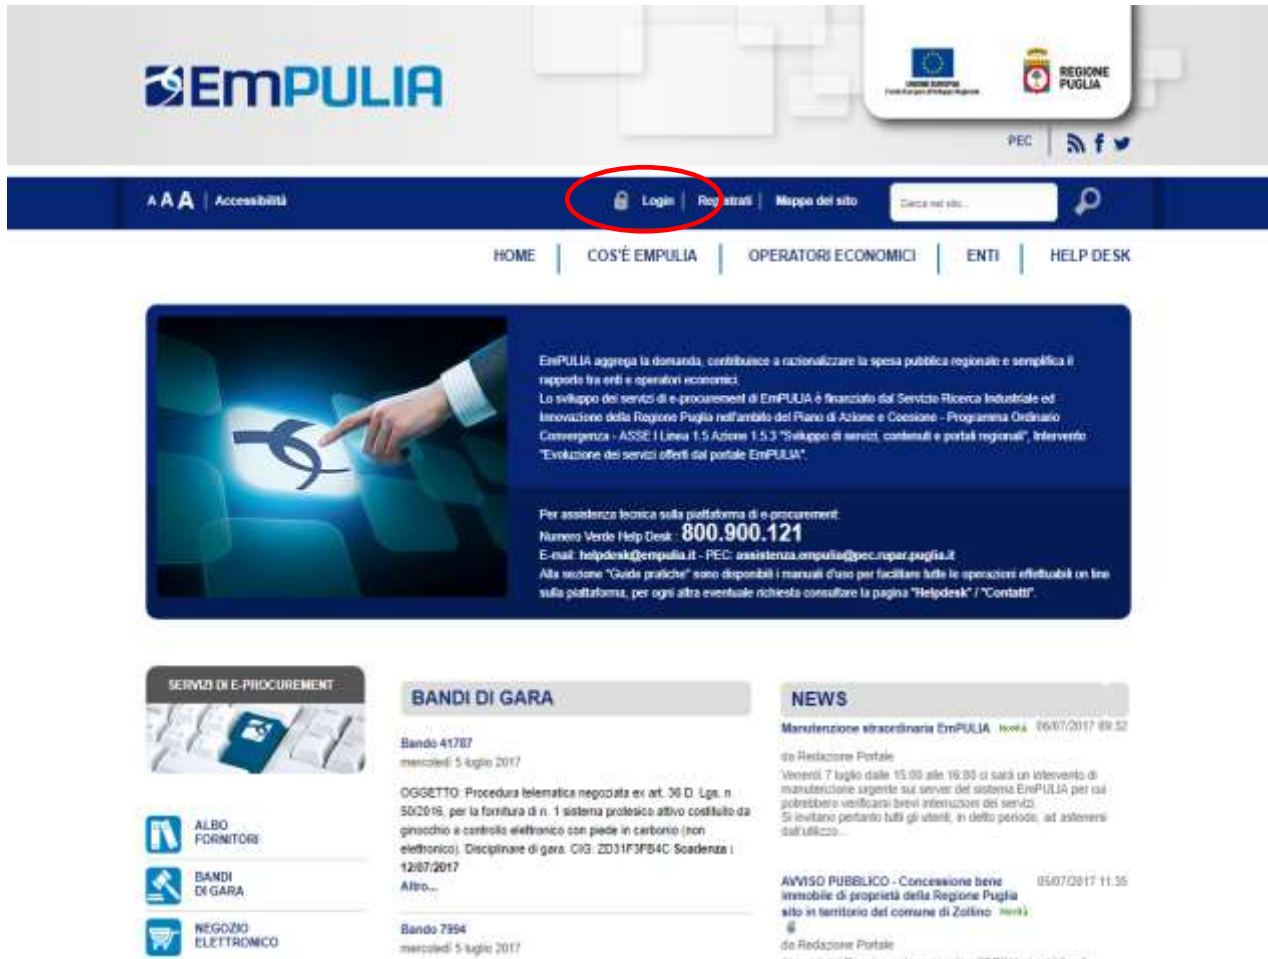 EmPULIA
UNIONE EUROPEA
REGIONE
PUGLIA
PEC
A A A | Accessibilità
Login | Registrati | Mappa del sito
Cerca nel sito...
HOME
COS'È EMPULIA
OPERATORI ECONOMICI
ENTI
HELP DESK
EmPULIA aggrega la domanda, contribuisce a razionalizzare la spesa pubblica regionale e semplifica il
rapporto tra enti e operatori economici.
Lo sviluppo dei servizi di e-procurement di EmPULIA è finanziato dal Servizio Ricerca Industriale ed
Innovazione della Regione Puglia nell'ambito del Piano di Azione e Coesione - Programma Ordinario
Convergenza - ASSE I Linea 1.5 Azione 1.5.3 "Sviluppo di servizi, contenuti e portali regionali", Intervento
"Evoluzione dei servizi offerti dal portale EmPULIA".
Per assistenza tecnica sulla piattaforma di e-procurement:
Numero Verde Help Desk : 800.900.121
E-mail: helpdesk@empulia.it - PEC: assistenza.empulia@pec.rupar.puglia.it
Alla sezione "Guide pratiche" sono disponibili i manuali d'uso per facilitare tutte le operazioni effettuabili on line
sulla piattaforma, per ogni altra eventuale richiesta consultare la pagina "Helpdesk" / "Contatti".
SERVIZI DI E-PROCUREMENT
ALBO
FORNITORI
BANDI
DI GARA
NEGOZIO
ELETTRONICO
BANDI DI GARA
Bando 41787
mercoledì 5 luglio 2017
OGGETTO: Procedura telematica negoziata ex art. 36 D. Lgs. n.
50/2016, per la fornitura di n. 1 sistema protesico attivo costituito da
ginocchio a controllo elettronico con piede in carbonio (non
elettronico). Disciplinare di gara. CIG: ZD31F3FB4C Scadenza :
12/07/2017
Altro...
Bando 7994
mercoledì 5 luglio 2017
NEWS
Manutenzione straordinaria EmPULIA Novità 06/07/2017 09:32
da Redazione Portale
Venerdì 7 luglio dalle 15:00 alle 16:00 ci sarà un intervento di
manutenzione urgente sui server del sistema EmPULIA per cui
potrebbero verificarsi brevi interruzioni dei servizi.
Si invitano pertanto tutti gli utenti, in detto periodo, ad astenersi
dall'utilizzo...
AVVISO PUBBLICO - Concessione bene 05/07/2017 11:35
immobile di proprietà della Regione Puglia
sito in territorio del comune di Zollino Novità
da Redazione Portale